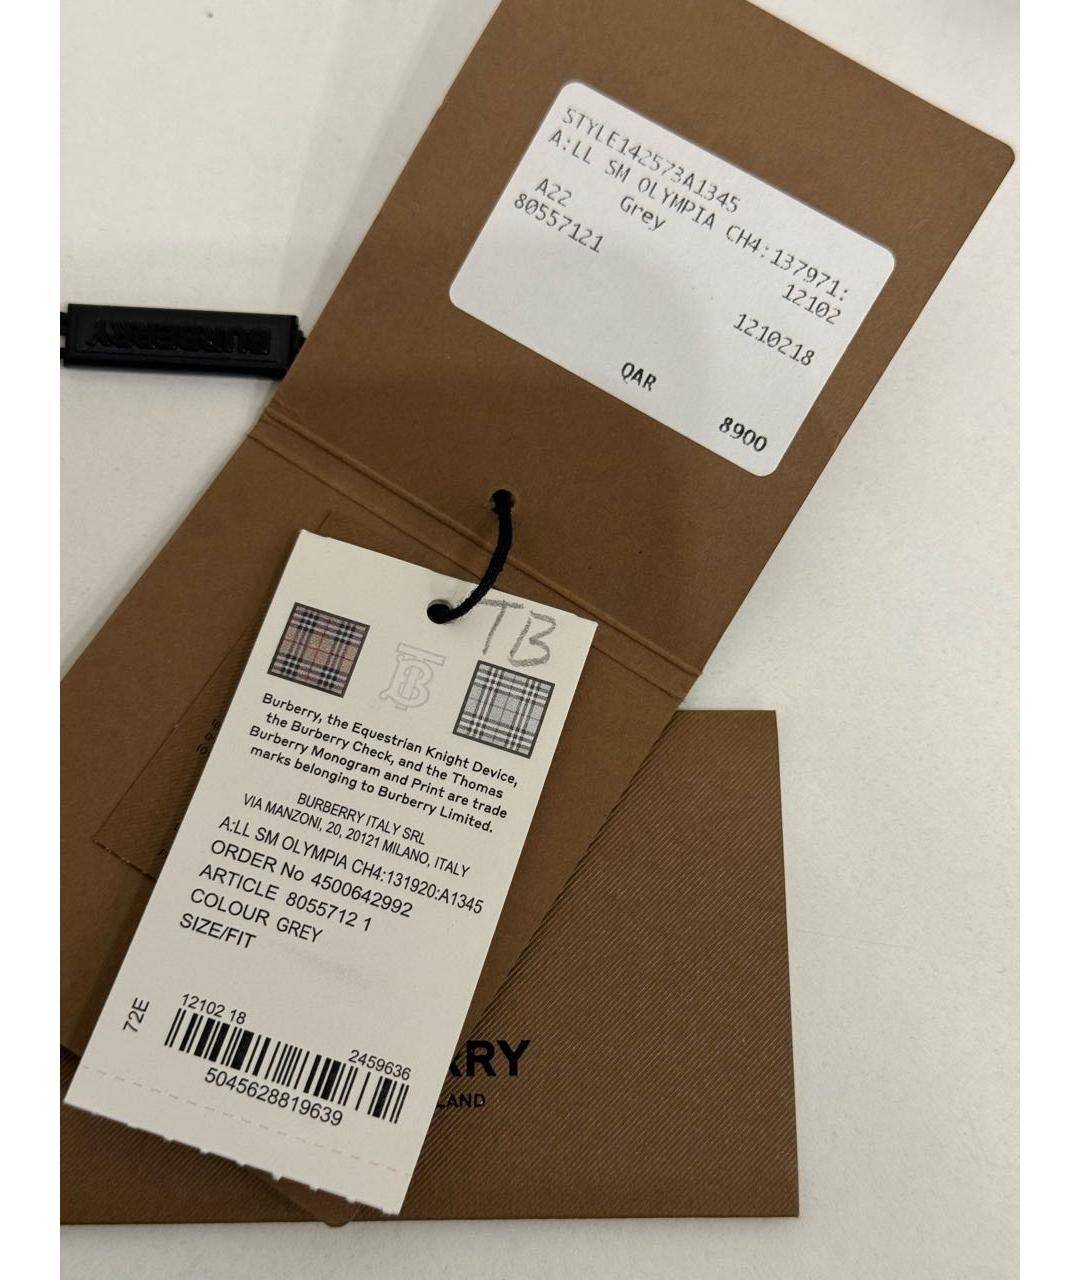 STYLE142573A1345
A:LL SM OLYMPIA CH4:137971:
A22 Grey 12102
80557121 1210218
QAR 8900
BURBERRY
TB
Burberry, the Equestrian Knight Device,
the Burberry Check, and the Thomas
Burberry Monogram and Print are trade
marks belonging to Burberry Limited.
BURBERRY ITALY SRL
VIA MANZONI, 20, 20121 MILANO, ITALY
A:LL SM OLYMPIA CH4:131920:A1345
ORDER No 4500642992
ARTICLE 8055712 1
COLOUR GREY
SIZE/FIT
72E
12102 18
2459636
5045628819639
RRY
LAND